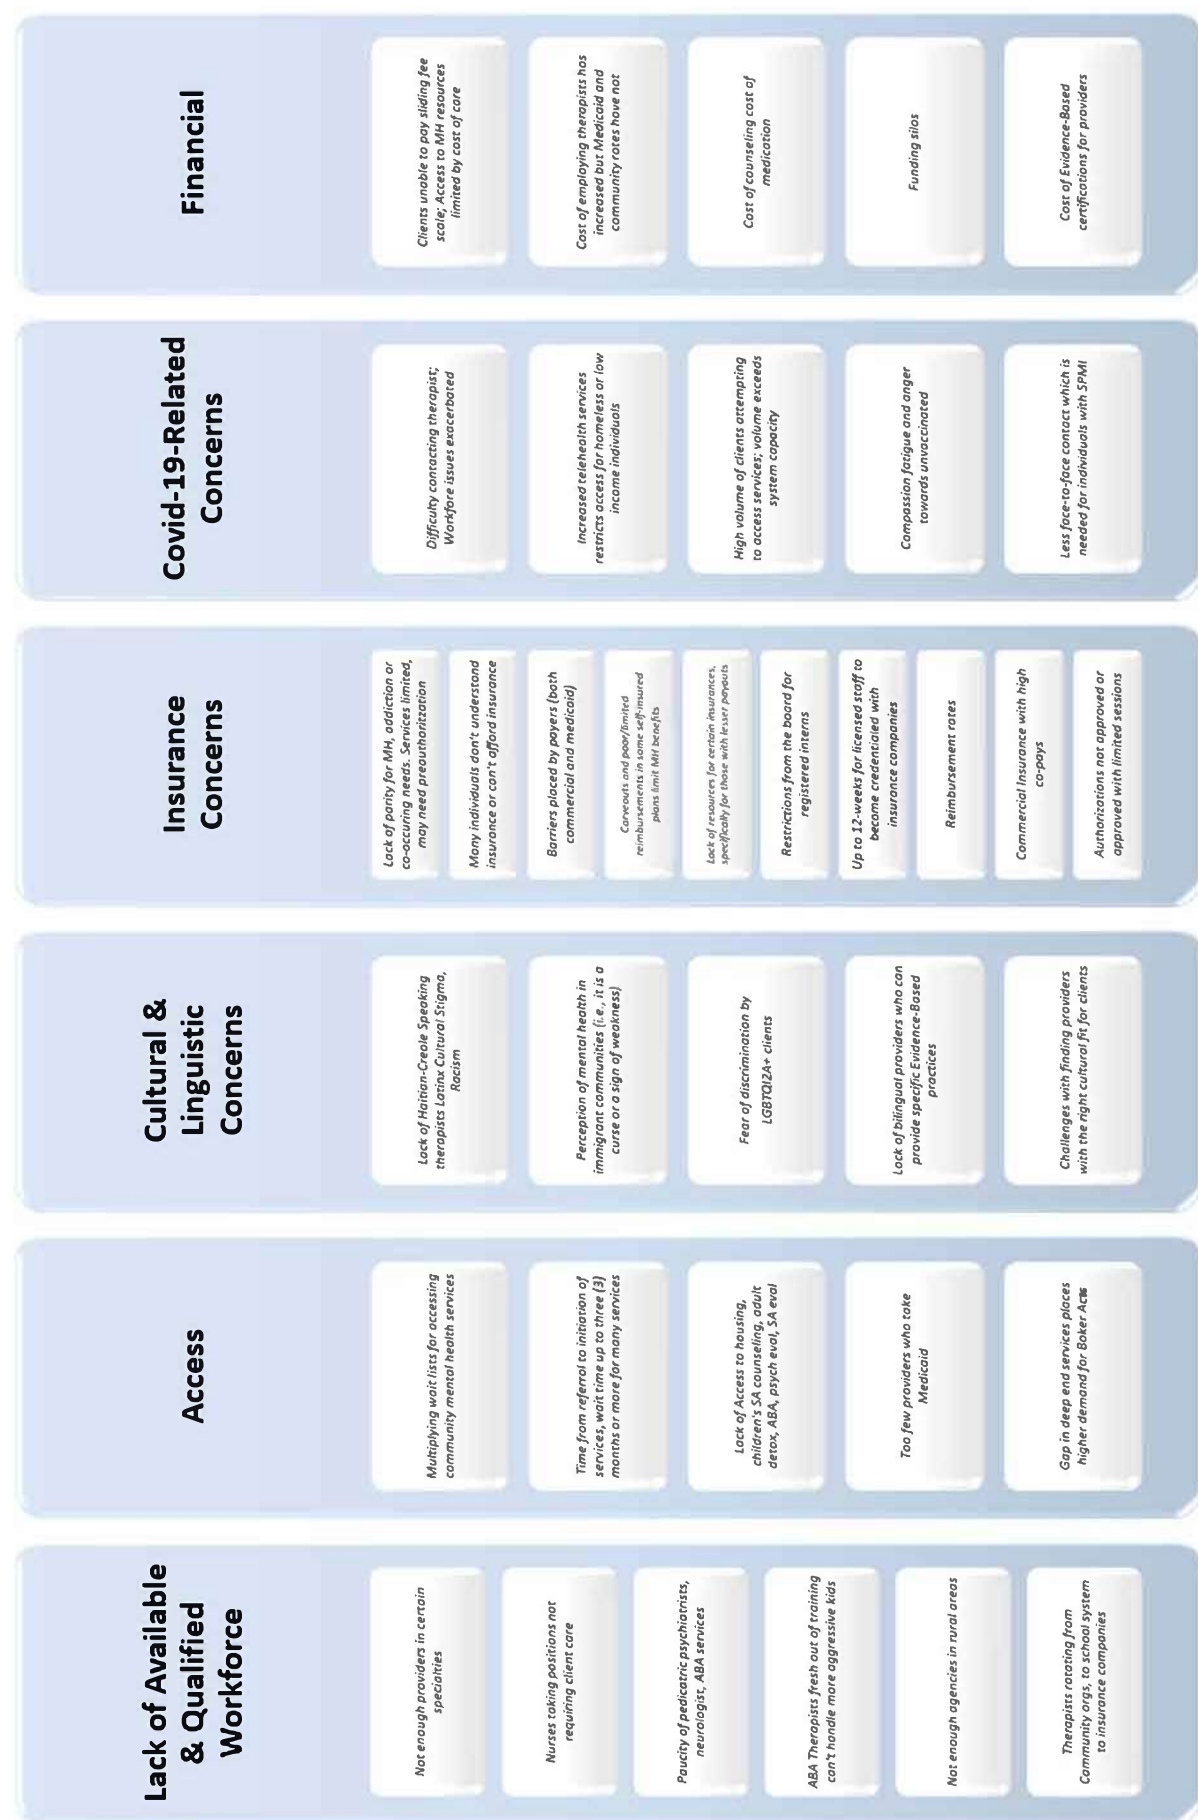 Lack of Available
& Qualified
Workforce
Not enough providers in certain
specialties
Nurses taking positions not
requiring client care
Paucity of pediatric psychiatrists,
neurologist, ABA services
ABA Therapists fresh out of training
can't handle more aggressive kids
Not enough agencies in rural areas
Therapists rotating from
Community orgs, to school system
to insurance companies
Access
Multiplying wait lists for accessing
community mental health services
Time from referral to initiation of
services, wait time up to three (3)
months or more for many services
Lack of Access to housing,
children's SA counseling, adult
detox, ABA, psych eval, SA eval
Too few providers who take
Medicaid
Gap in deep end services places
higher demand for Baker Acts
Cultural &
Linguistic
Concerns
Lack of Haitian-Creole Speaking
therapists Latinx Cultural Stigma,
Racism
Perception of mental health in
immigrant communities (i.e., it is a
curse or a sign of weakness)
Fear of discrimination by
LGBTQI2A+ clients
Lack of bilingual providers who can
provide specific Evidence-Based
practices
Challenges with finding providers
with the right cultural fit for clients
Insurance
Concerns
Lack of parity for MH, addiction or
co-occuring needs. Services limited,
may need preauthoritzation
Many individuals don't understand
insurance or can't afford insurance
Barriers placed by payers (both
commercial and medicaid)
Carveouts and poor/limited
reimbursements in some self-insured
plans limit MH benefits
Lack of resources for certain insurances,
specifically for those with lesser payouts
Restrictions from the board for
registered interns
Up to 12-weeks for licensed staff to
become credentialed with
insurance companies
Reimbursement rates
Commercial Insurance with high
co-pays
Authorizations not approved or
approved with limited sessions
Covid-19-Related
Concerns
Difficulty contacting therapist;
Workfore issues exacerbated
Increased telehealth services
restricts access for homeless or low
income individuals
High volume of clients attempting
to access services; volume exceeds
system capacity
Compassion fatigue and anger
towards unvaccinated
Less face-to-face contact which is
needed for individuals with SPMI
Financial
Clients unable to pay sliding fee
scale; Access to MH resources
limited by cost of care
Cost of employing therapists has
increased but Medicaid and
community rates have not
Cost of counseling cost of
medication
Funding silos
Cost of Evidence-Based
certifications for providers